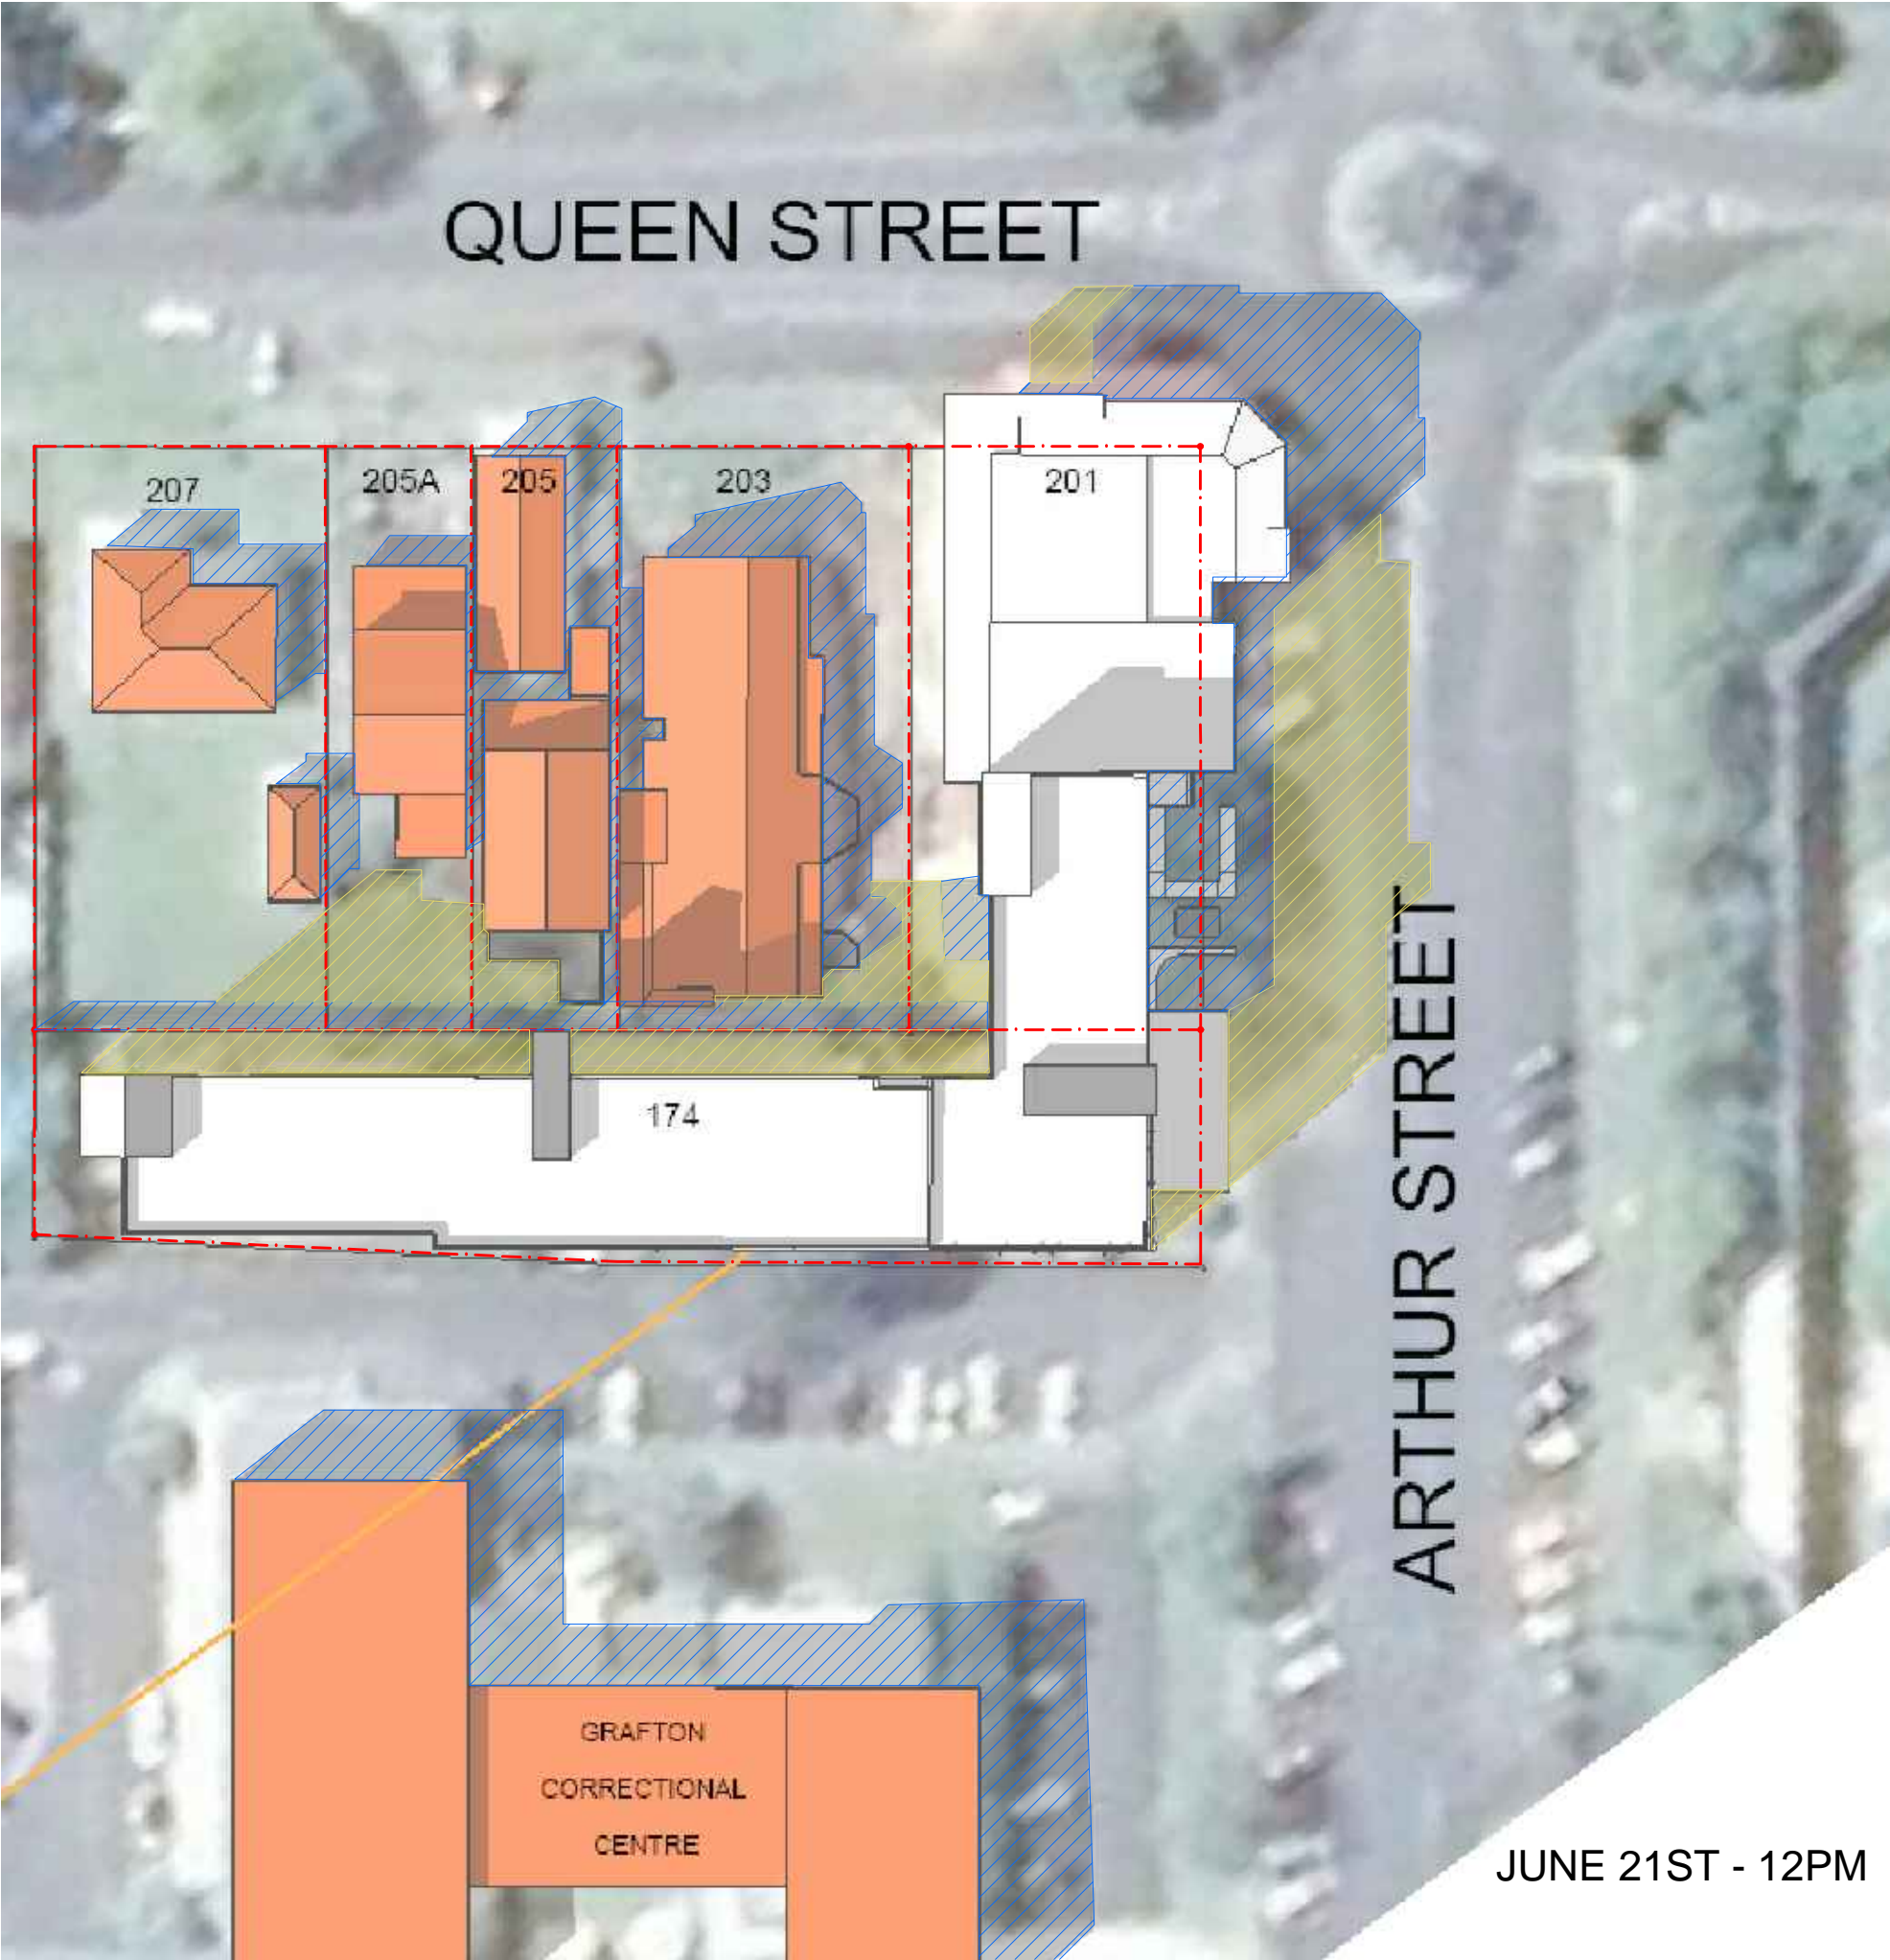 QUEEN STREET
207
205A
205
203
201
174
ARTHUR STREET
GRAFTON
CORRECTIONAL
CENTRE
JUNE 21ST - 12PM